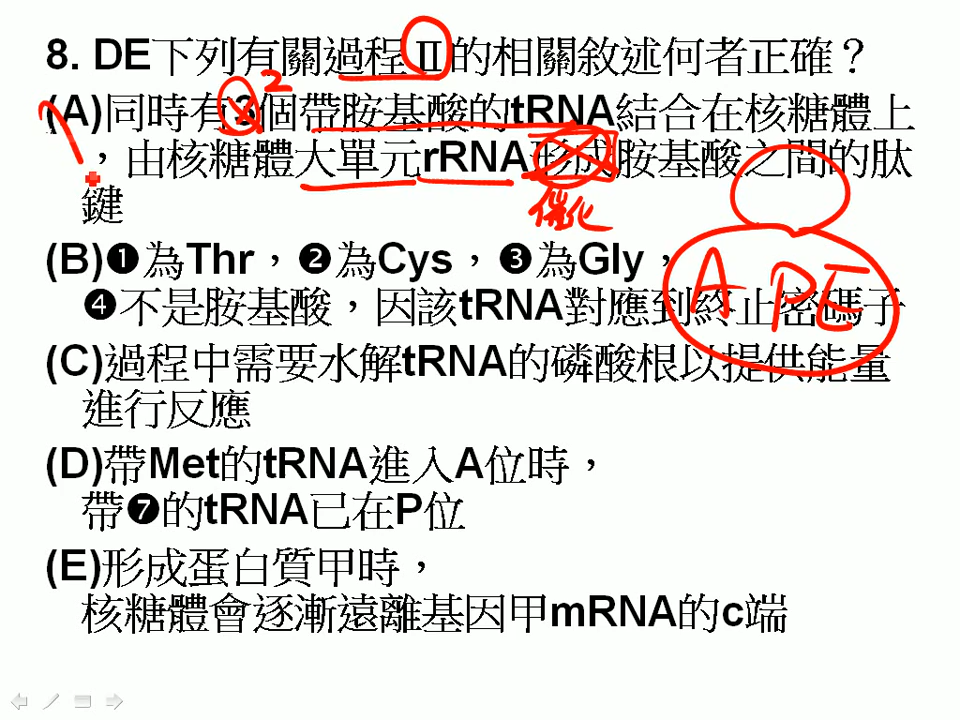 8. DE下列有關過程Ⅱ的相關敘述何者正確？
(A)同時有3個帶胺基酸的tRNA結合在核糖體上
2
，由核糖體大單元rRNA形成胺基酸之間的肽
鍵
催化
(B)❶為Thr，❷為Cys，❸為Gly，
A PE
❹不是胺基酸，因該tRNA對應到終止密碼子
(C)過程中需要水解tRNA的磷酸根以提供能量
進行反應
(D)帶Met的tRNA進入A位時，
帶❼的tRNA已在P位
(E)形成蛋白質甲時，
核糖體會逐漸遠離基因甲mRNA的c端